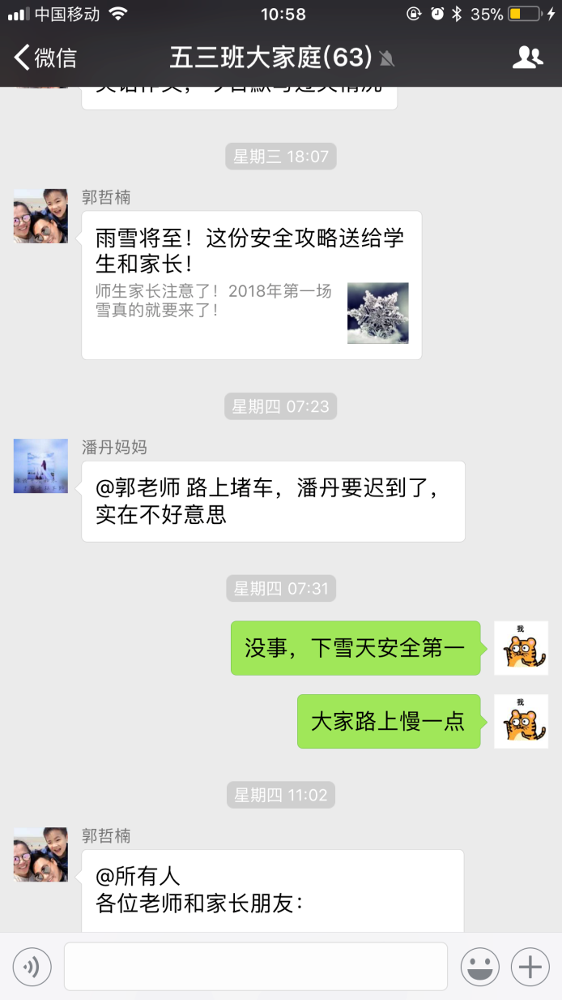 中国移动
10:58
35%
微信
五三班大家庭(63)
星期三 18:07
郭哲楠
雨雪将至！这份安全攻略送给学
生和家长！
师生家长注意了！2018年第一场
雪真的就要来了！
星期四 07:23
潘丹妈妈
@郭老师 路上堵车，潘丹要迟到了，
实在不好意思
星期四 07:31
没事，下雪天安全第一
我
大家路上慢一点
我
星期四 11:02
郭哲楠
@所有人
各位老师和家长朋友：